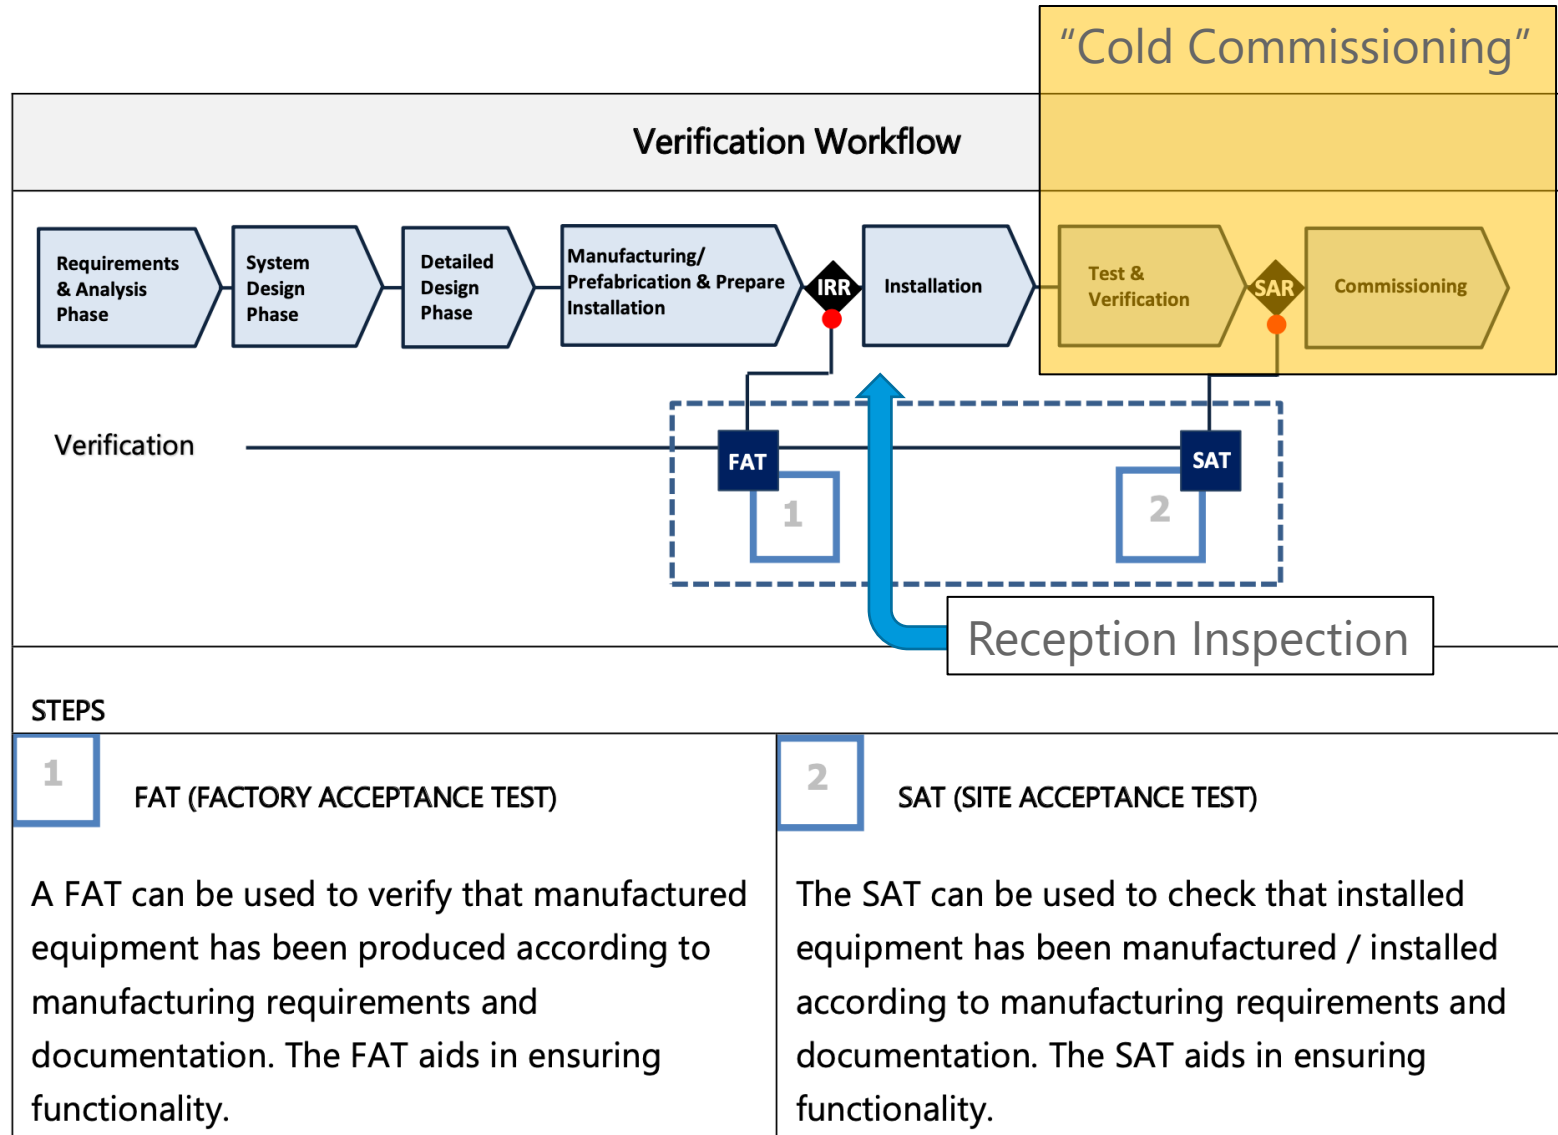 “Cold Commissioning”
Verification Workflow
Requirements
& Analysis
Phase
System
Design
Phase
Detailed
Design
Phase
Manufacturing/
Prefabrication & Prepare
Installation
IRR
Installation
Test &
Verification
SAR
Commissioning
Verification
FAT
1
SAT
2
Reception Inspection
STEPS
1
FAT (FACTORY ACCEPTANCE TEST)
A FAT can be used to verify that manufactured
equipment has been produced according to
manufacturing requirements and
documentation. The FAT aids in ensuring
functionality.
2
SAT (SITE ACCEPTANCE TEST)
The SAT can be used to check that installed
equipment has been manufactured / installed
according to manufacturing requirements and
documentation. The SAT aids in ensuring
functionality.